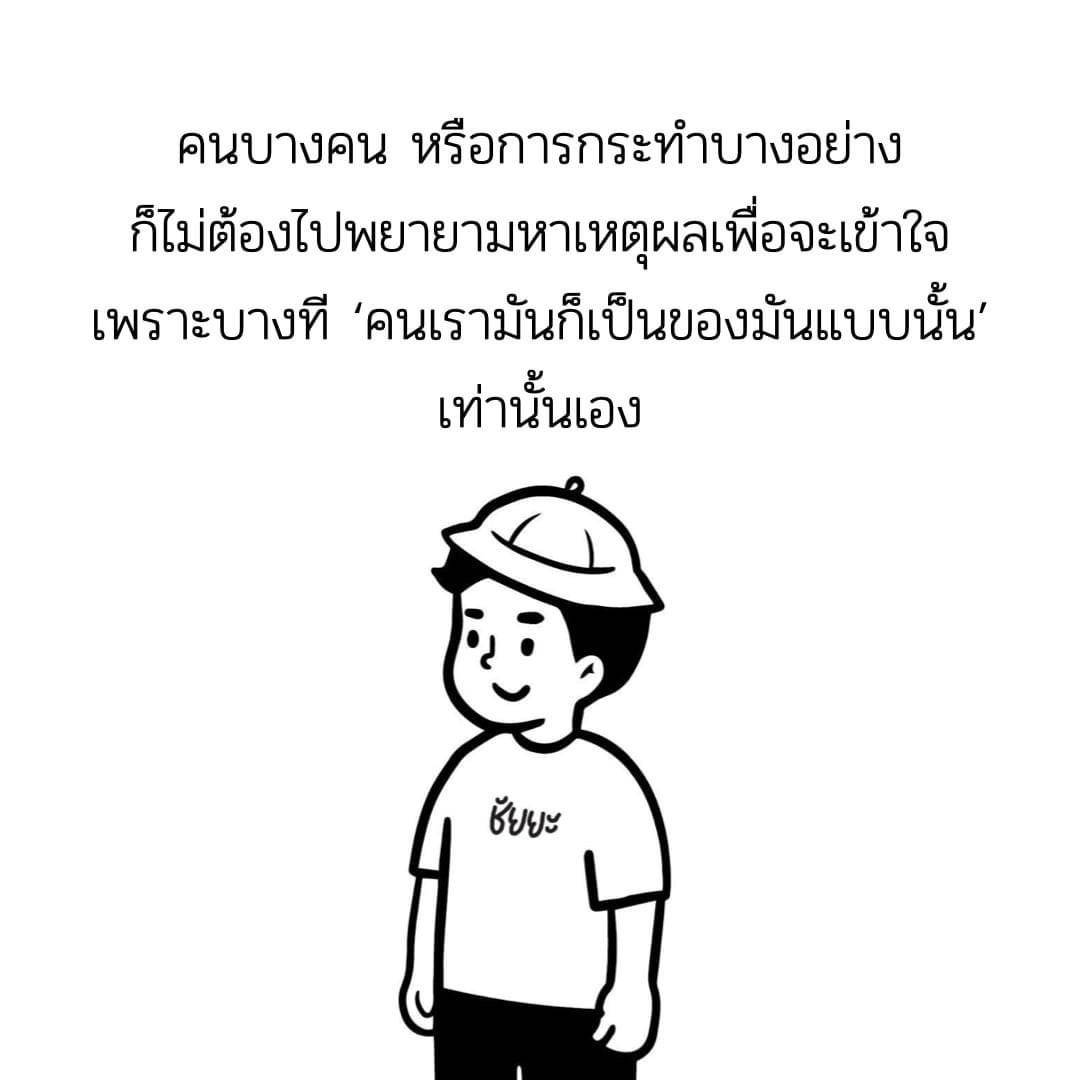 คนบางคน หรือการกระทำบางอย่าง
ก็ไม่ต้องไปพยายามหาเหตุผลเพื่อจะเข้าใจ
เพราะบางที ‘คนเรามันก็เป็นของมันแบบนั้น’
เท่านั้นเอง
ชัยยะ